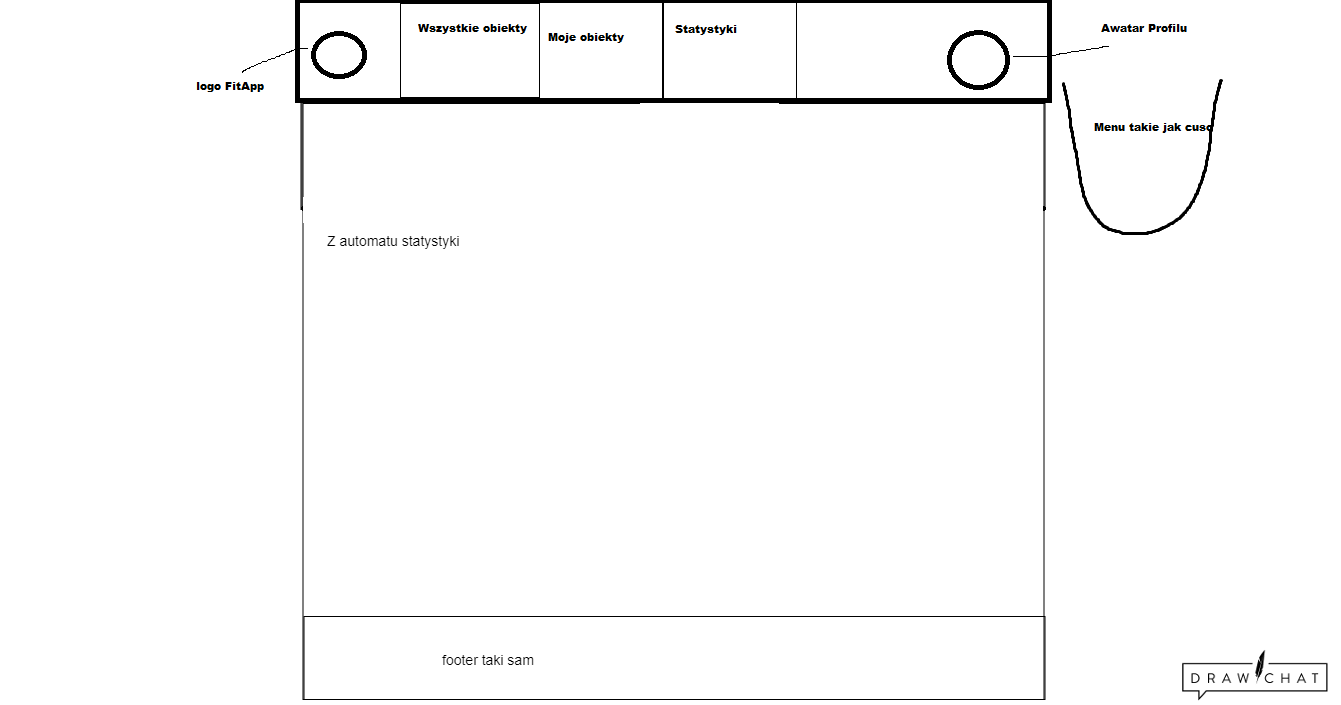 Wszystkie obiekty
Moje obiekty
Statystyki
Awatar Profilu
logo FitApp
Menu takie jak
Z automatu statystyki
footer taki sam
DRAW CHAT